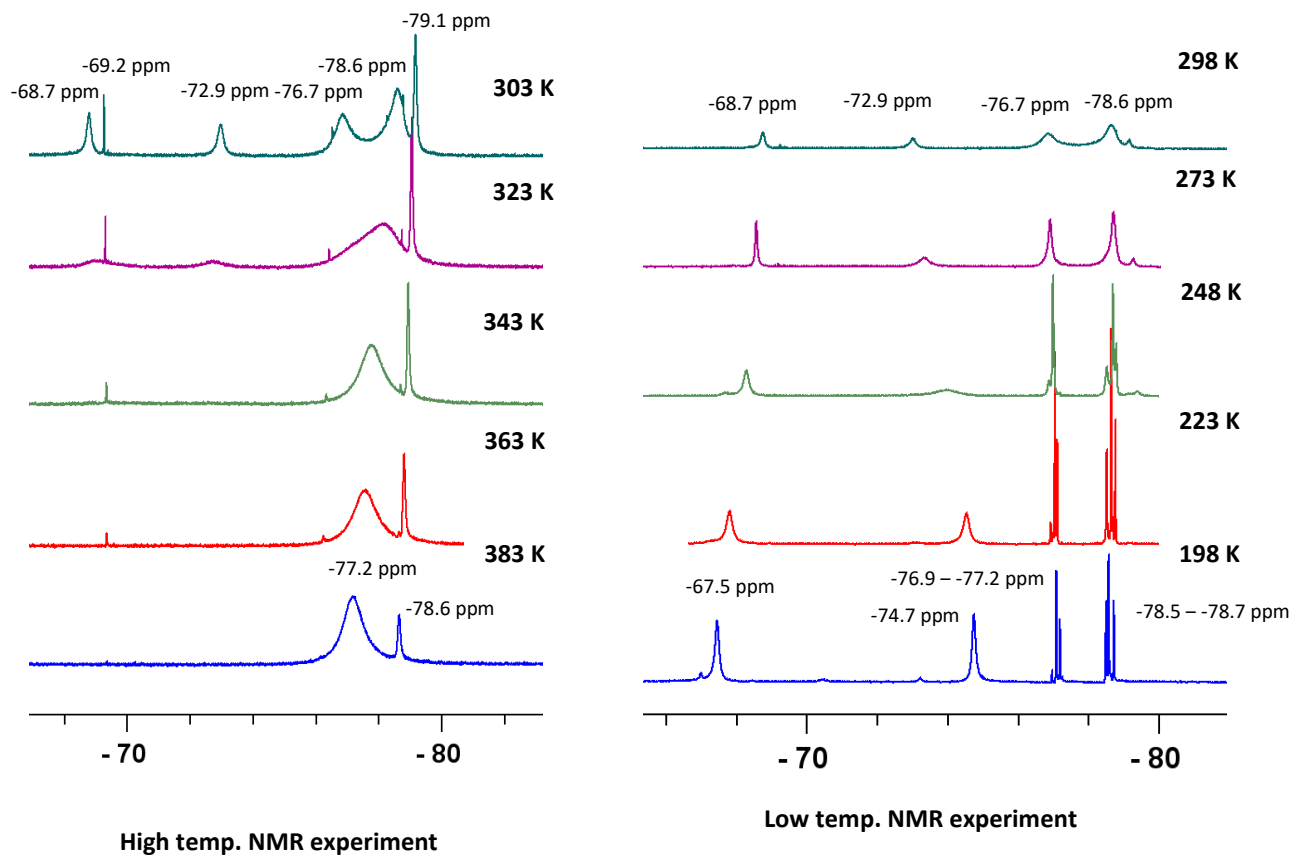 -79.1 ppm
-69.2 ppm
-78.6 ppm
303 K
-68.7 ppm
-72.9 ppm
-76.7 ppm
323 K
343 K
363 K
383 K
-77.2 ppm
-78.6 ppm
- 70
- 80
High temp. NMR experiment
298 K
-68.7 ppm
-72.9 ppm
-76.7 ppm
-78.6 ppm
273 K
248 K
223 K
198 K
-67.5 ppm
-76.9 – -77.2 ppm
-74.7 ppm
-78.5 – -78.7 ppm
- 70
- 80
Low temp. NMR experiment